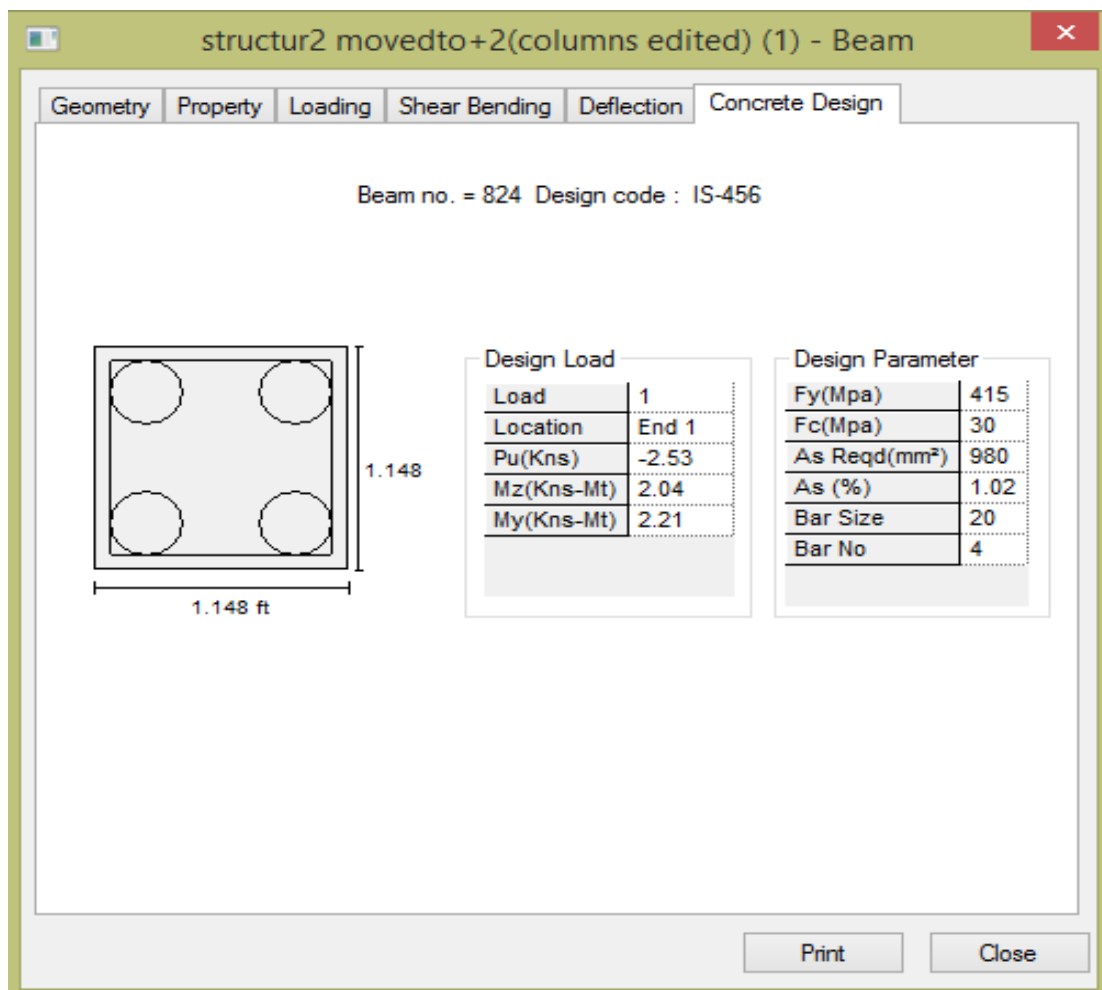 structur2 movedto+2(columns edited) (1) - Beam
Geometry Property Loading Shear Bending Deflection Concrete Design
Beam no. = 824 Design code : IS-456
1.148
1.148 ft
Design Load
Load 1
Location End 1
Pu(Kns) -2.53
Mz(Kns-Mt) 2.04
My(Kns-Mt) 2.21
Design Parameter
Fy(Mpa) 415
Fc(Mpa) 30
As Reqd(mm²) 980
As (%) 1.02
Bar Size 20
Bar No 4
Print Close